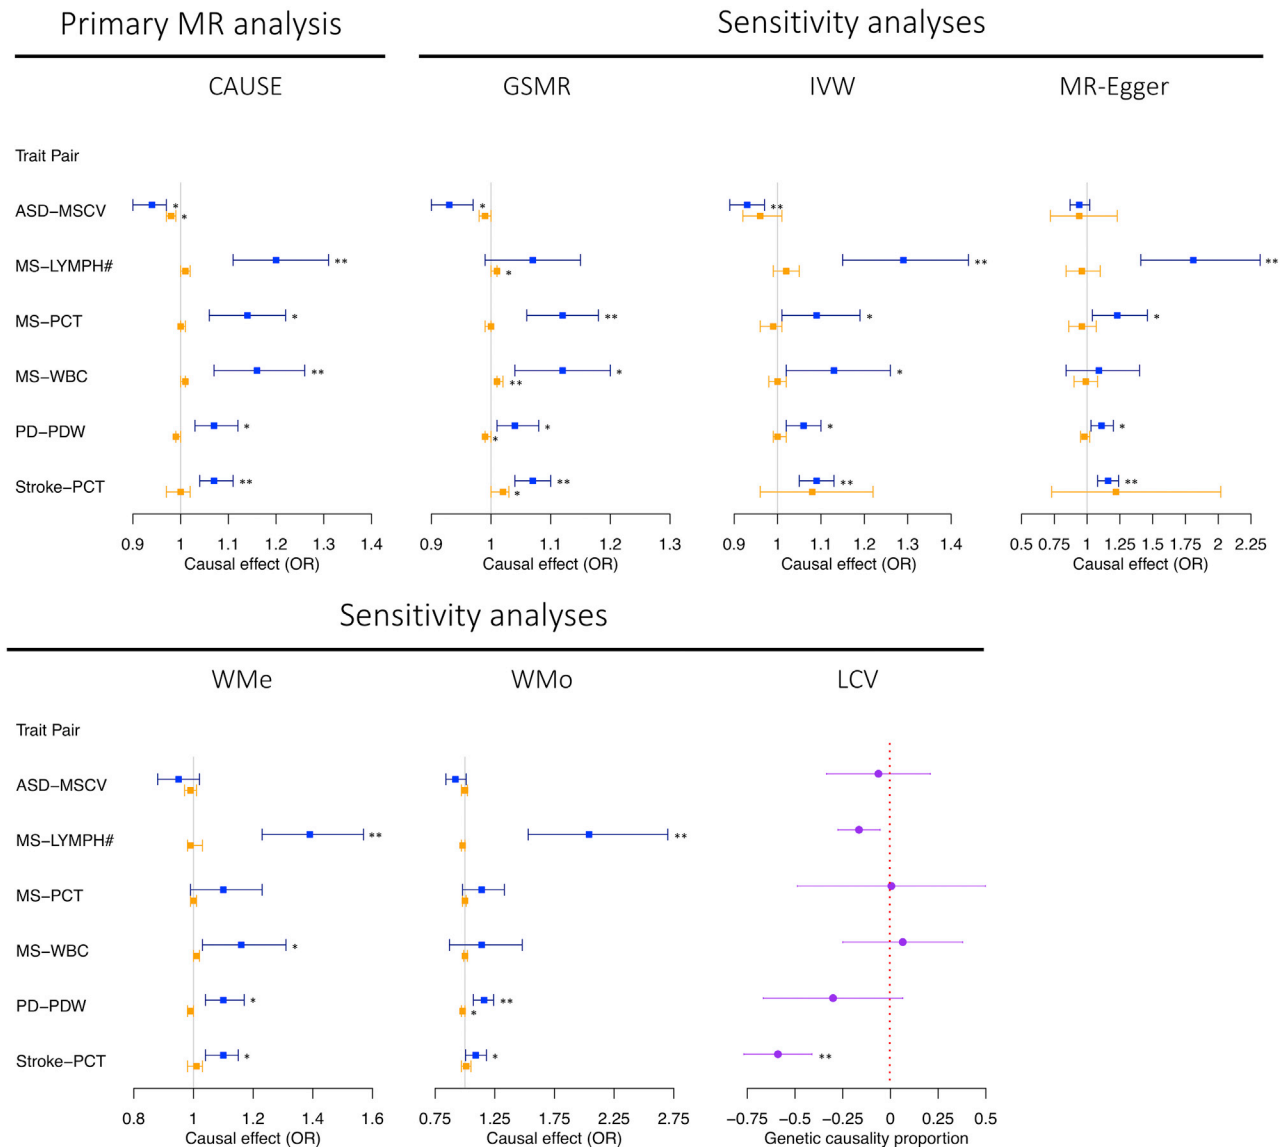 Primary MR analysis
Sensitivity analyses
CAUSE
GSMR
IVW
MR-Egger
Trait Pair
ASD–MSCV
* * * **
MS–LYMPH#
** * ** **
MS–PCT
* ** * *
MS–WBC
** ** * *
PD–PDW
* * * * *
Stroke–PCT
** * ** ** **
0.9 1 1.1 1.2 1.3 1.4
0.9 1 1.1 1.2 1.3
0.9 1 1.1 1.2 1.3 1.4
0.5 0.75 1 1.25 1.5 1.75 2 2.25
Causal effect (OR)
Causal effect (OR)
Causal effect (OR)
Causal effect (OR)
Sensitivity analyses
WMe
WMo
LCV
Trait Pair
ASD–MSCV
MS–LYMPH#
** **
MS–PCT
MS–WBC
*
PD–PDW
* ** *
Stroke–PCT
* * **
0.8 1 1.2 1.4 1.6
0.75 1.25 1.75 2.25 2.75
−0.75 −0.5 −0.25 0 0.25 0.5
Causal effect (OR)
Causal effect (OR)
Genetic causality proportion